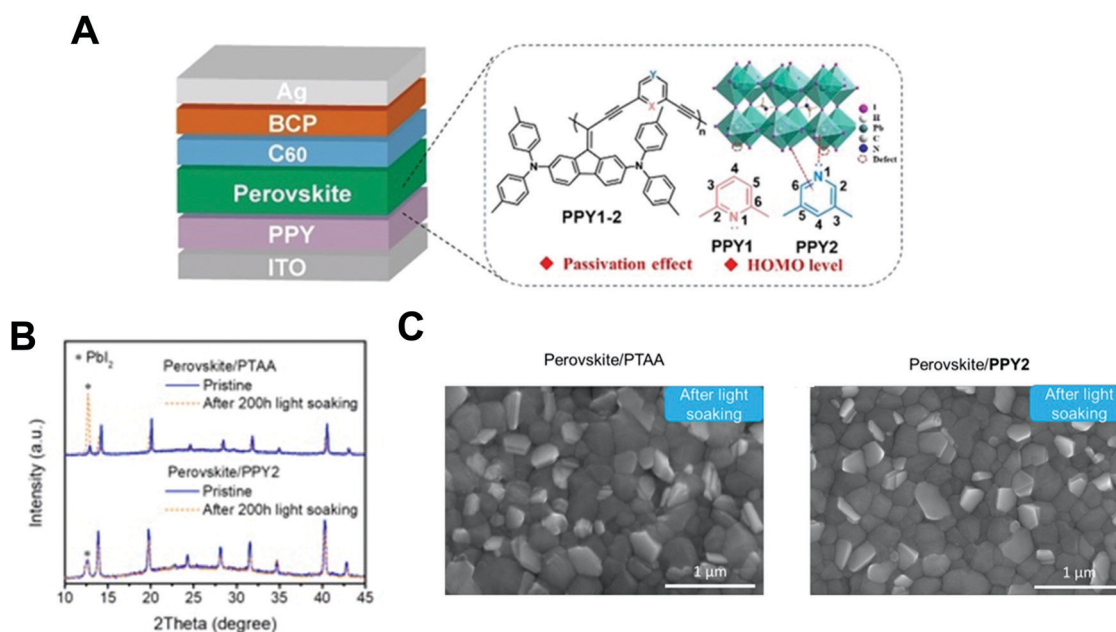 A
Ag
BCP
C60
Perovskite
PPY
ITO
Y
X
n
N
N
PPY1-2
I
H
Pb
C
N
Defect
4
3
5
2
6
N
1
PPY1
N
1
6
2
5
3
4
PPY2
◆ Passivation effect
◆ HOMO level
B
* PbI2
Perovskite/PTAA
Pristine
After 200h light soaking
*
Perovskite/PPY2
Pristine
After 200h light soaking
*
Intensity (a.u.)
10 15 20 25 30 35 40 45
2Theta (degree)
C
Perovskite/PTAA
After light
soaking
1 μm
Perovskite/PPY2
After light
soaking
1 μm